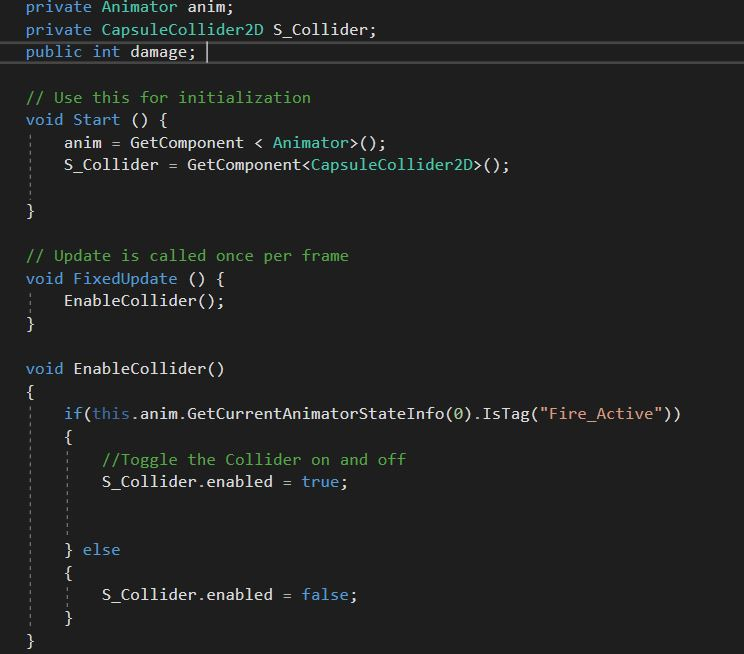 private Animator anim;
private CapsuleCollider2D S_Collider;
public int damage;
// Use this for initialization
void Start () {
anim = GetComponent < Animator>();
S_Collider = GetComponent<CapsuleCollider2D>();
}
// Update is called once per frame
void FixedUpdate () {
EnableCollider();
}
void EnableCollider()
{
if(this.anim.GetCurrentAnimatorStateInfo(0).IsTag("Fire_Active"))
{
//Toggle the Collider on and off
S_Collider.enabled = true;
} else
{
S_Collider.enabled = false;
}
}